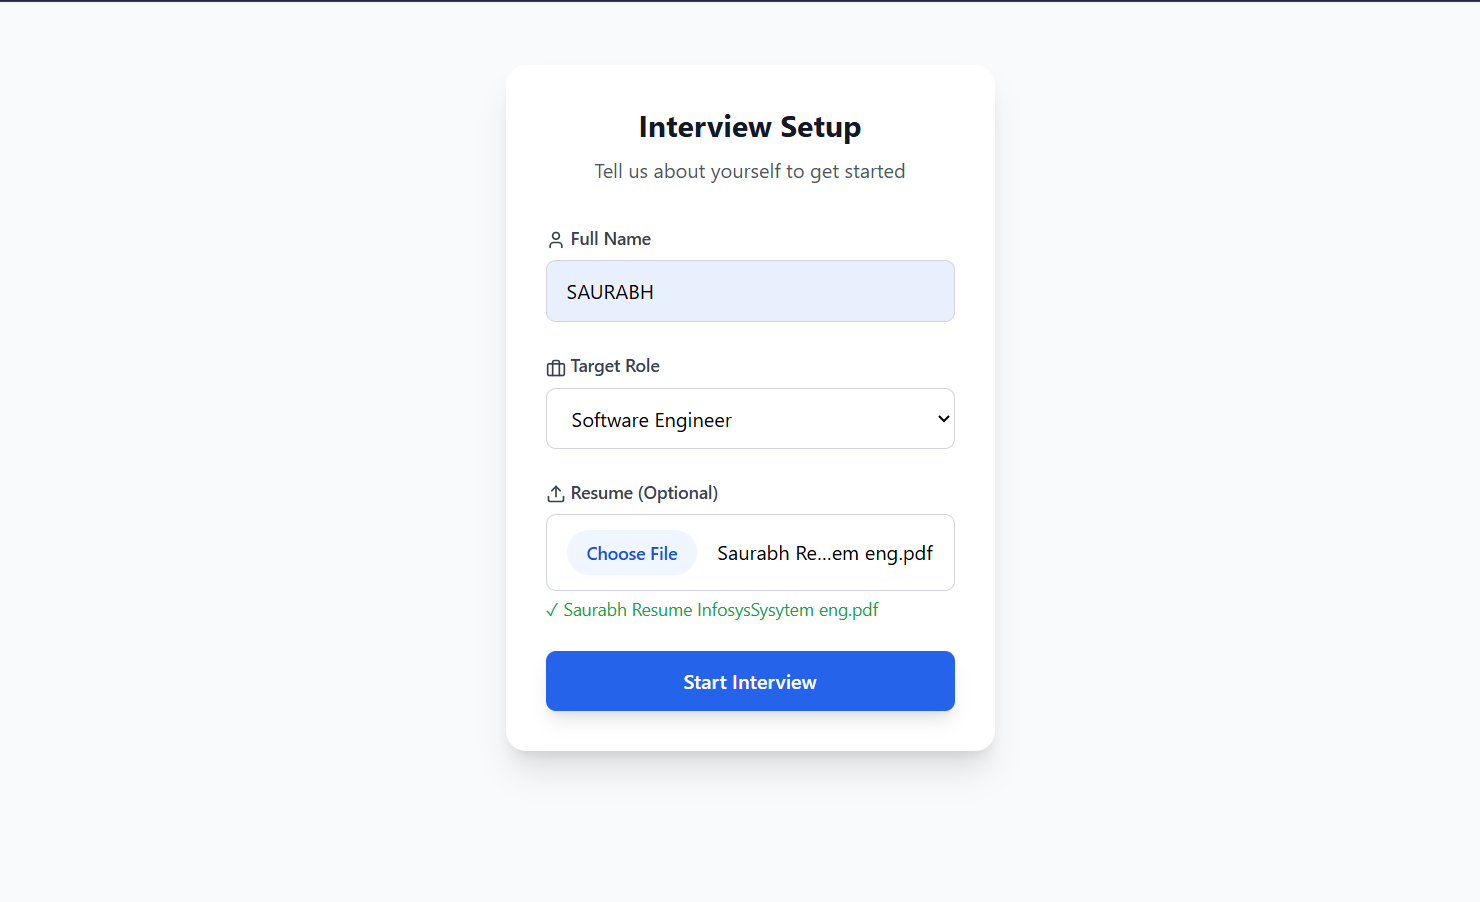 Interview Setup
Tell us about yourself to get started
Full Name
SAURABH
Target Role
Software Engineer
Resume (Optional)
Choose File Saurabh Re...em eng.pdf
✓ Saurabh Resume InfosysSysytem eng.pdf
Start Interview